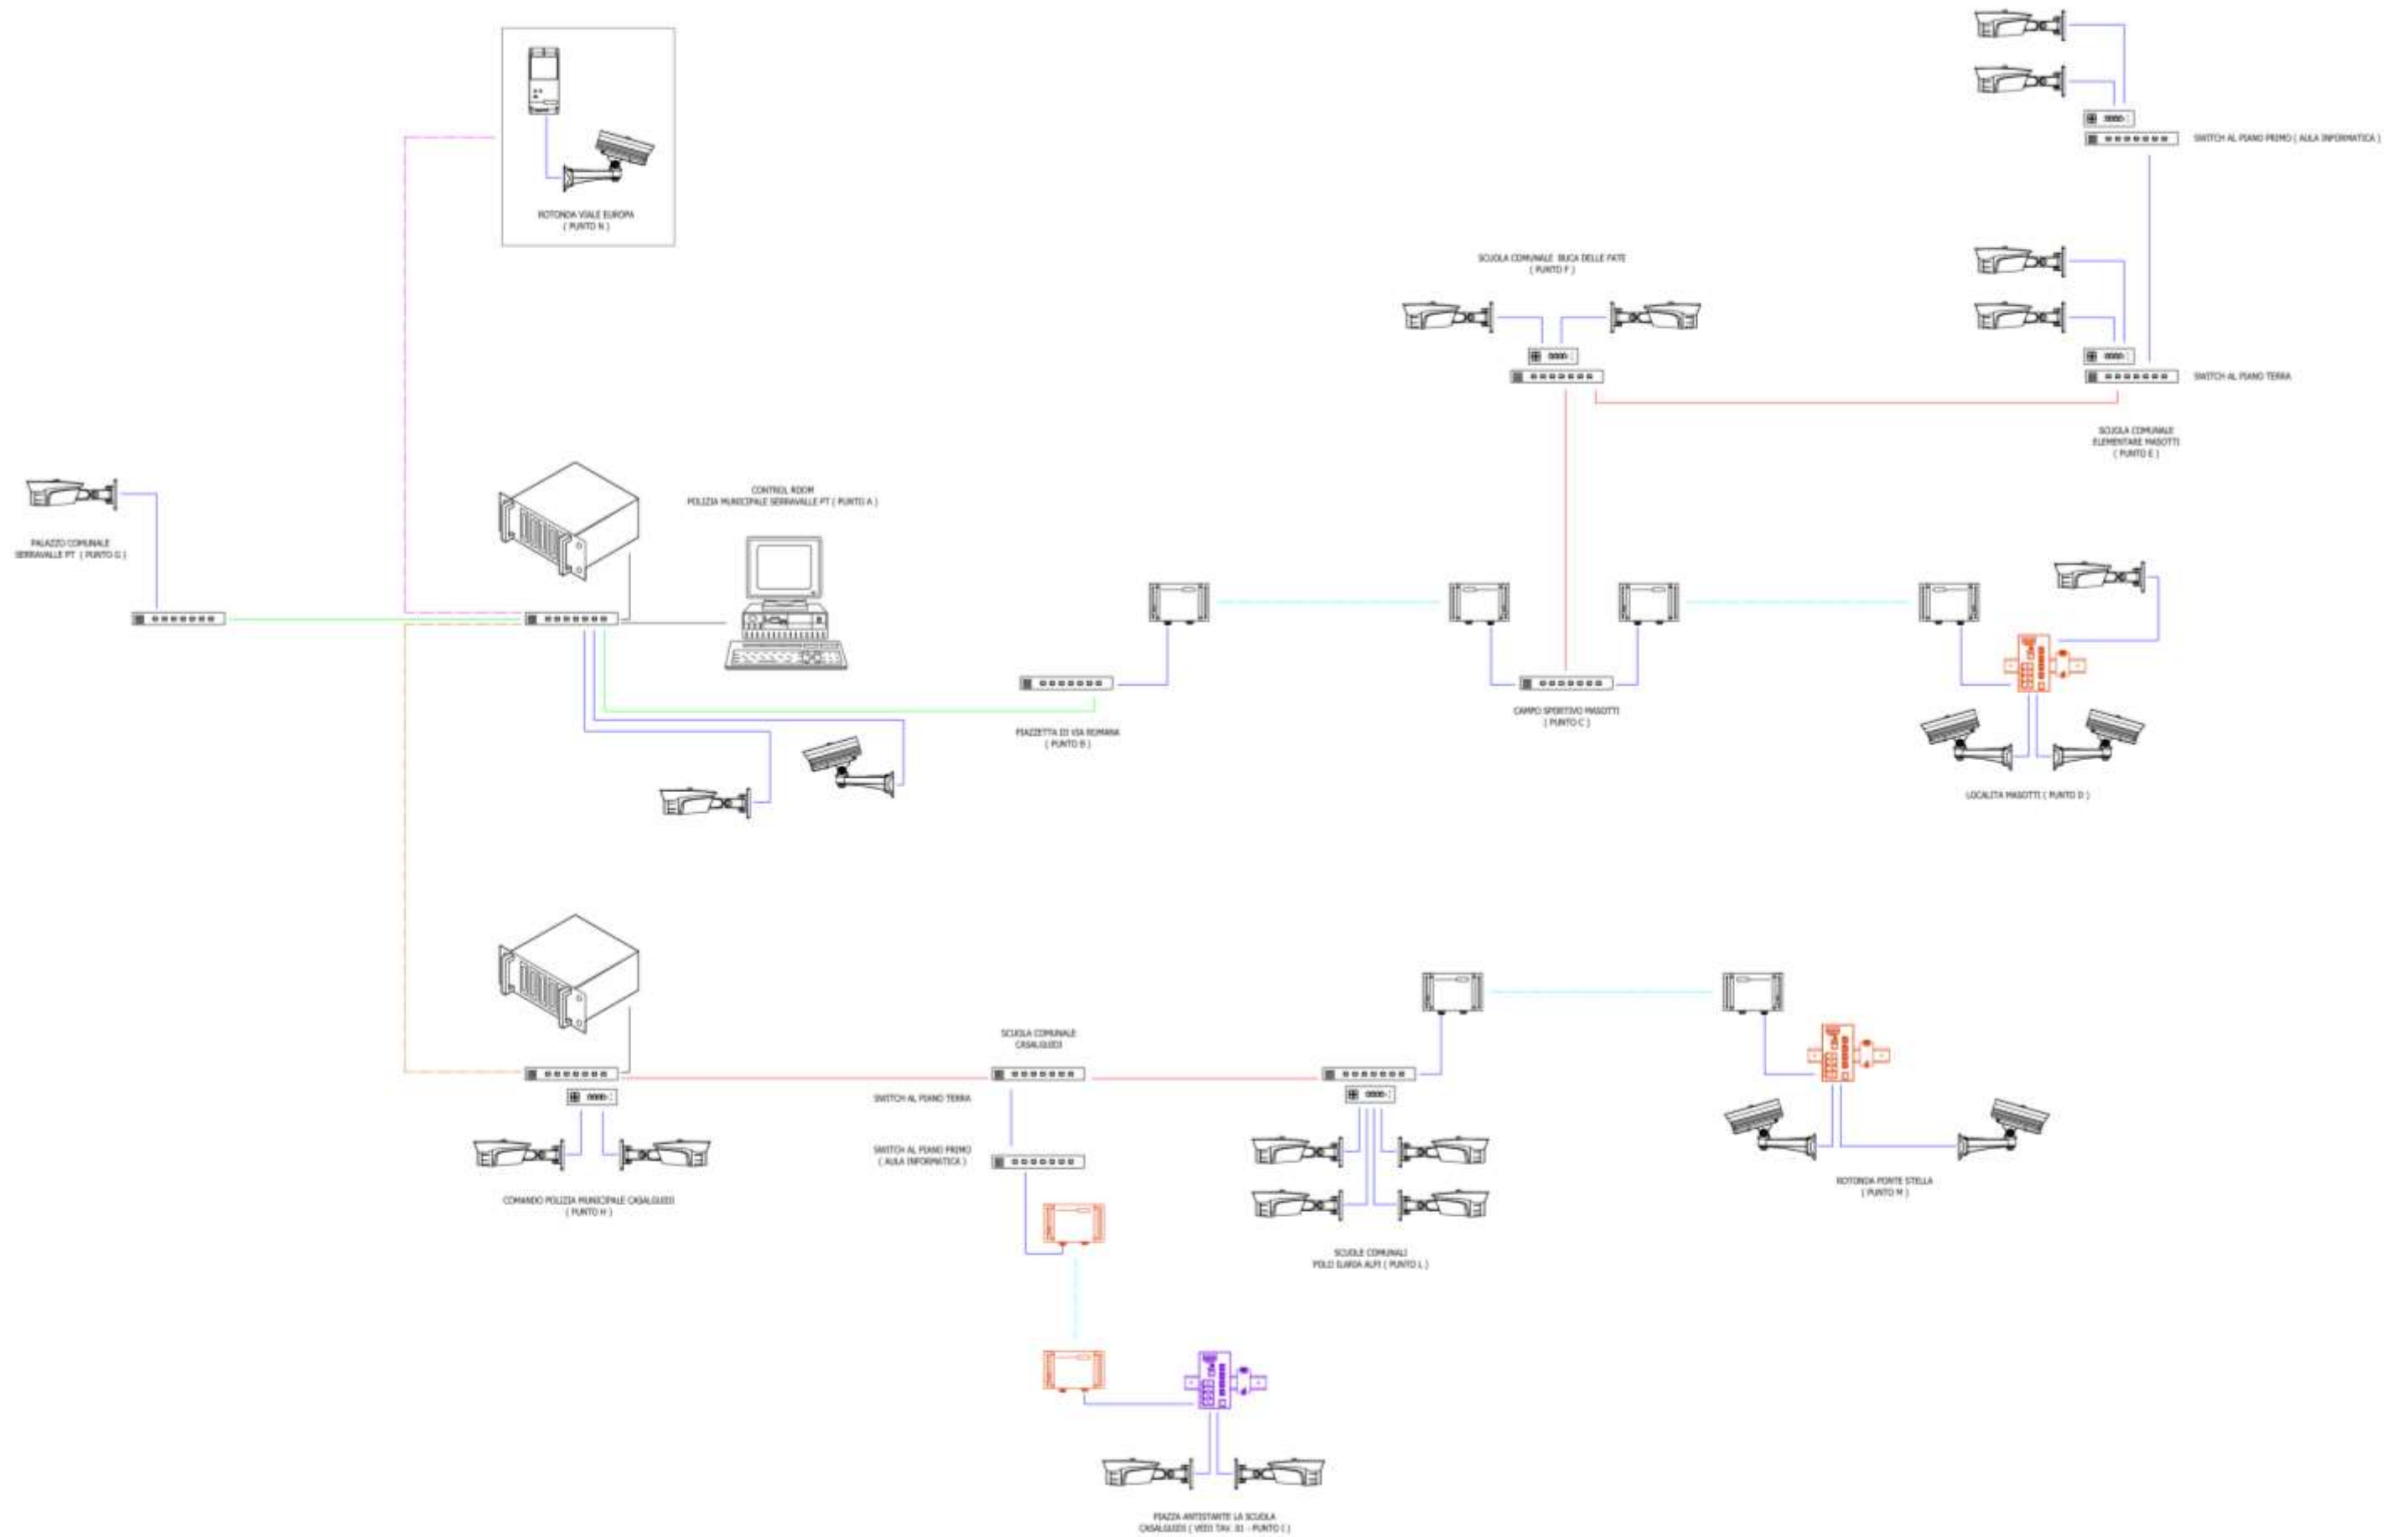 SWITCH AL PIANO PRIMO ( AULA INFORMATICA )
ROTONDA VIALE EUROPA
( PUNTO N )
SCUOLA COMUNALE BUCA DELLE FATE
( PUNTO F )
SWITCH AL PIANO TERRA
SCUOLA COMUNALE
ELEMENTARE MASOTTI
( PUNTO E )
CONTROL ROOM
POLIZIA MUNICIPALE SERRAVALLE PT ( PUNTO A )
PALAZZO COMUNALE
SERRAVALLE PT ( PUNTO G )
PIAZZETTA DI VIA ROMANA
( PUNTO B )
CAMPO SPORTIVO MASOTTI
( PUNTO C )
LOCALITA MASOTTI ( PUNTO D )
SCUOLA COMUNALE
CASALGUIDI
SWITCH AL PIANO TERRA
SWITCH AL PIANO PRIMO
( AULA INFORMATICA )
COMANDO POLIZIA MUNICIPALE CASALGUIDI
( PUNTO H )
ROTONDA PONTE STELLA
( PUNTO M )
SCUOLE COMUNALI
POLO ILARIA ALPI ( PUNTO L )
PIAZZA ANTISTANTE LA SCUOLA
CASALGUIDI ( VEDI TAV. 01 - PUNTO I )